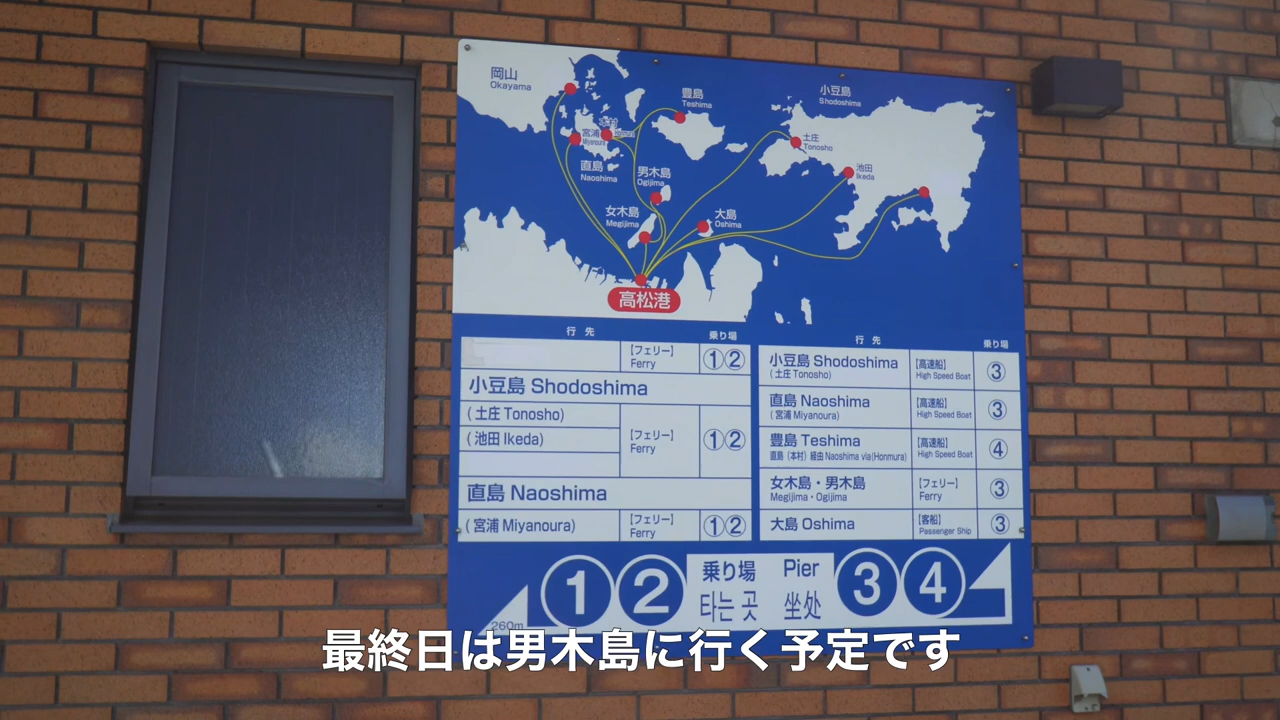 岡山
Okayama
豊島
Teshima
小豆島
Shodoshima
本村
宮浦
Miyanoura
土庄
Tonosho
直島
Naoshima
男木島
Ogijima
池田
Ikeda
女木島
Megijima
大島
Oshima
高松港
行先 乗り場
【フェリー】
Ferry
①②
小豆島 Shodoshima
(土庄 Tonosho)
(池田 Ikeda)
【フェリー】
Ferry
①②
直島 Naoshima
(宮浦 Miyanoura)
【フェリー】
Ferry
①②
行先 乗り場
小豆島 Shodoshima
(土庄 Tonosho)
【高速船】
High Speed Boat
③
直島 Naoshima
(宮浦 Miyanoura)
【高速船】
High Speed Boat
③
豊島 Teshima
直島(本村)経由 Naoshima via(Honmura)
【高速船】
High Speed Boat
④
女木島・男木島
Megijima・Ogijima
【フェリー】
Ferry
③
大島 Oshima
【客船】
Passenger Ship
③
① ② 乗り場 Pier ③ ④
타는 곳 坐处
260m
最終日は男木島に行く予定です